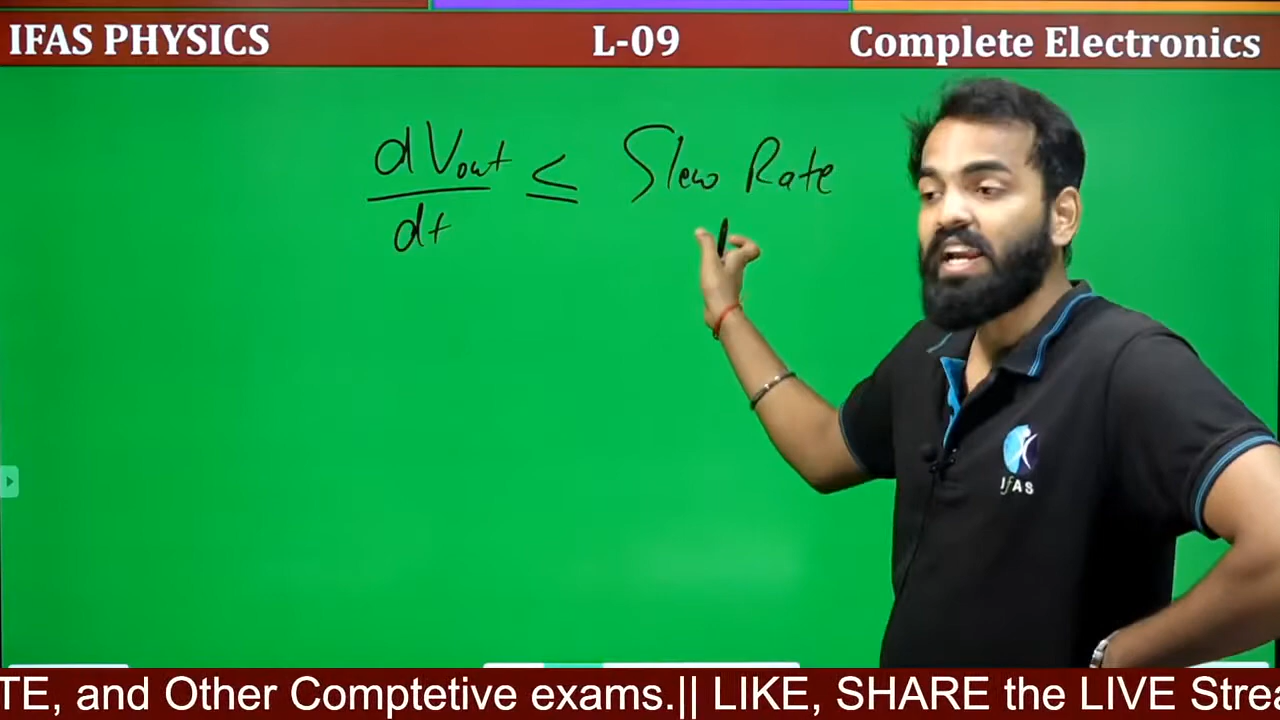 IFAS PHYSICS L-09 Complete Electronics
dVout/dt ≤ Slew Rate
IFAS
TE, and Other Comptetive exams.|| LIKE, SHARE the LIVE Strea